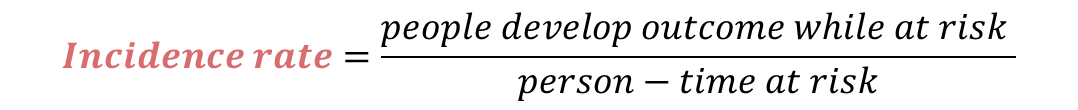 Incidence rate = people develop outcome while at risk
person − time at risk